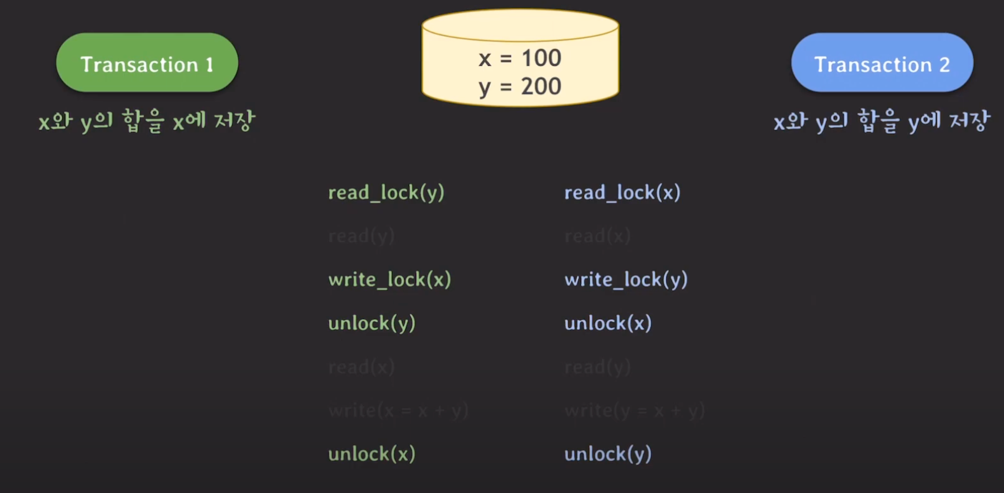 Transaction 1
x = 100
y = 200
Transaction 2
x와 y의 합을 x에 저장
x와 y의 합을 y에 저장
read_lock(y)
read_lock(x)
read(y)
read(x)
write_lock(x)
write_lock(y)
unlock(y)
unlock(x)
read(x)
read(y)
write(x = x + y)
write(y = x + y)
unlock(x)
unlock(y)